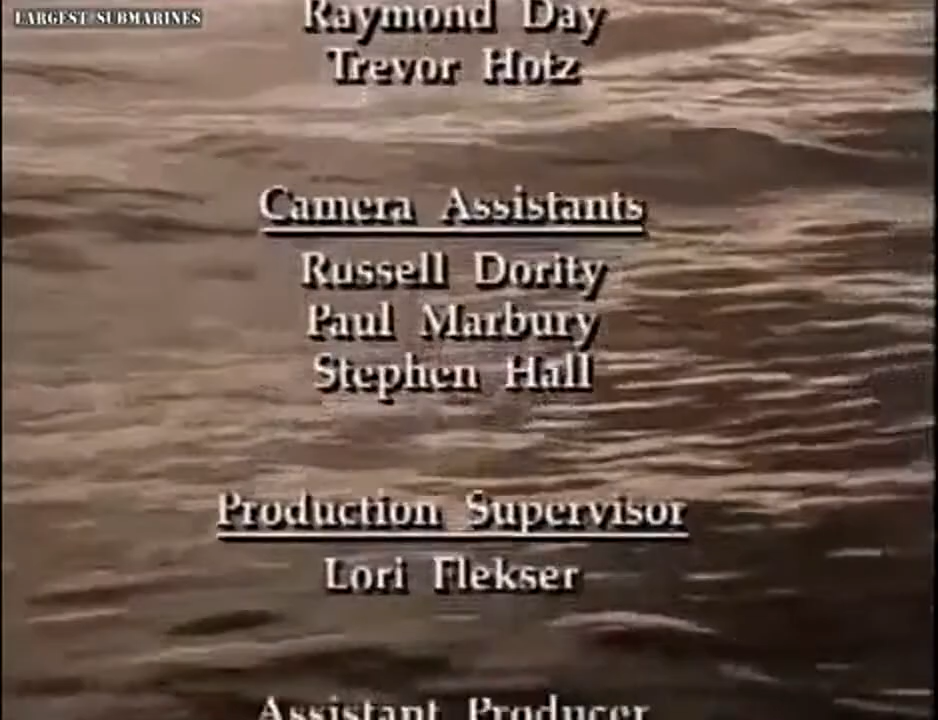 LARGEST SUBMARINES
Raymond Day
Trevor Hotz
Camera Assistants
Russell Dority
Paul Marbury
Stephen Hall
Production Supervisor
Lori Flekser
Assistant Producer